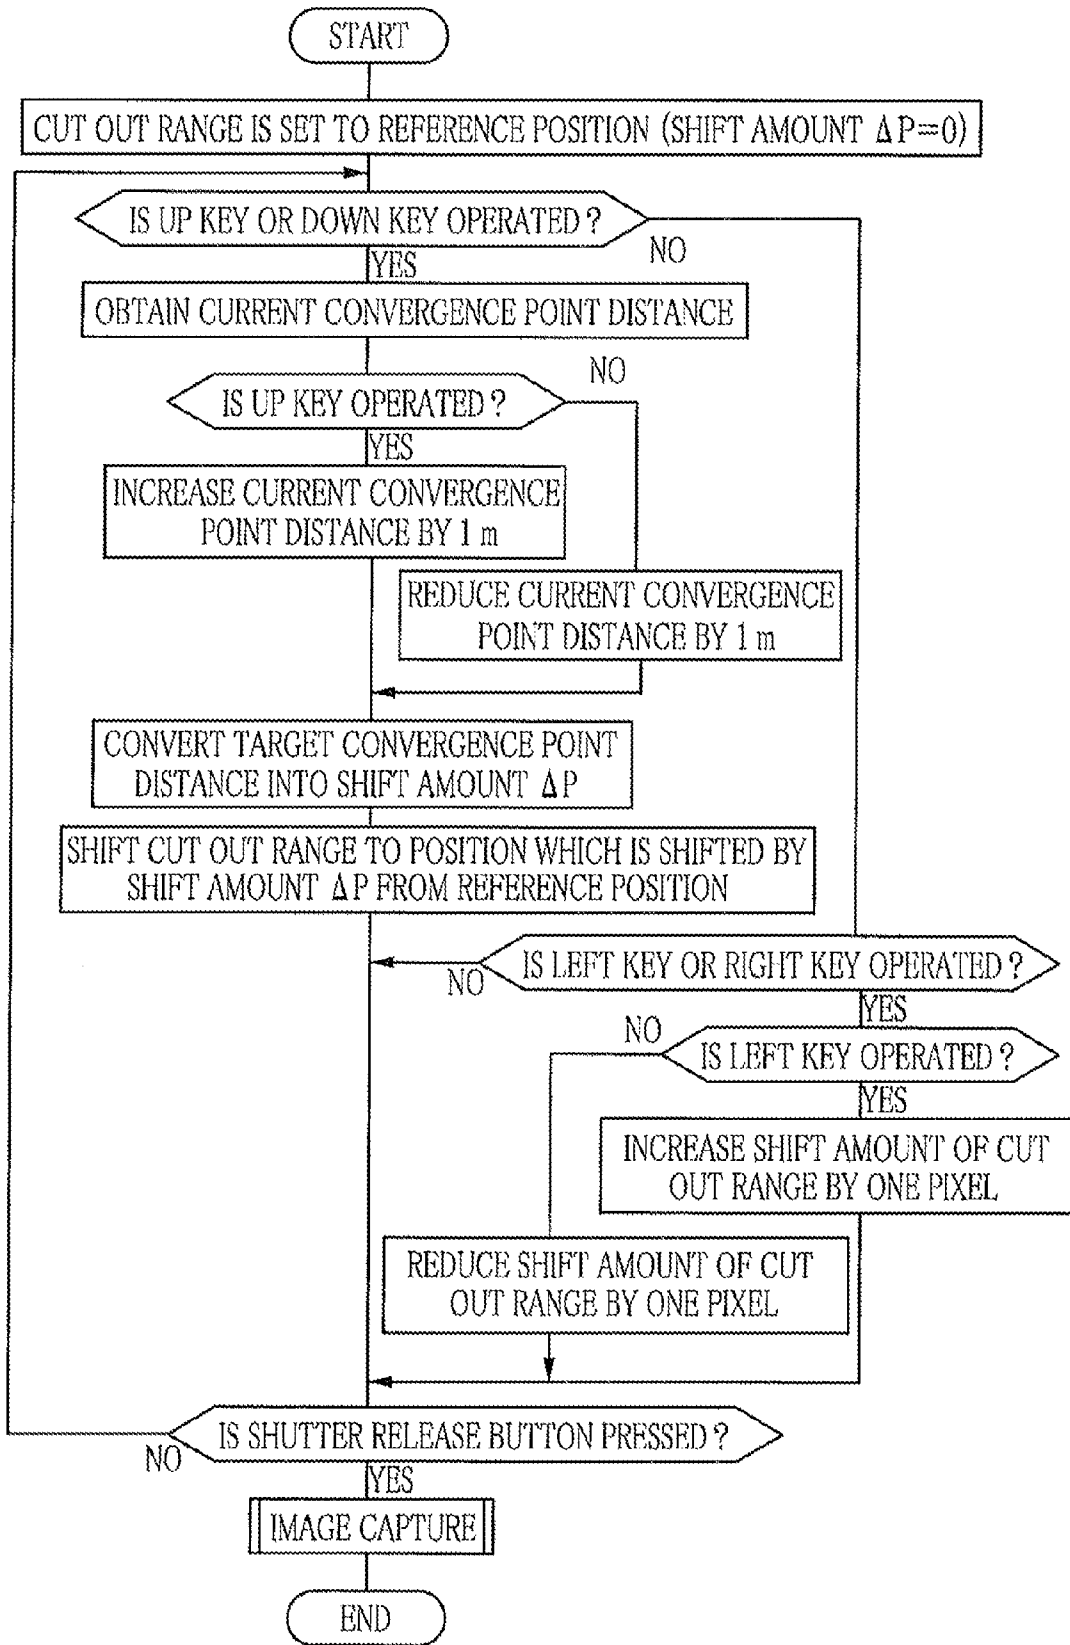 START
CUT OUT RANGE IS SET TO REFERENCE POSITION (SHIFT AMOUNT ΔP=0)
IS UP KEY OR DOWN KEY OPERATED?
NO
YES
OBTAIN CURRENT CONVERGENCE POINT DISTANCE
NO
IS UP KEY OPERATED?
YES
INCREASE CURRENT CONVERGENCE
POINT DISTANCE BY 1 m
REDUCE CURRENT CONVERGENCE
POINT DISTANCE BY 1 m
CONVERT TARGET CONVERGENCE POINT
DISTANCE INTO SHIFT AMOUNT ΔP
SHIFT CUT OUT RANGE TO POSITION WHICH IS SHIFTED BY
SHIFT AMOUNT ΔP FROM REFERENCE POSITION
IS LEFT KEY OR RIGHT KEY OPERATED?
NO
YES
NO
IS LEFT KEY OPERATED?
YES
INCREASE SHIFT AMOUNT OF CUT
OUT RANGE BY ONE PIXEL
REDUCE SHIFT AMOUNT OF CUT
OUT RANGE BY ONE PIXEL
IS SHUTTER RELEASE BUTTON PRESSED?
NO
YES
IMAGE CAPTURE
END